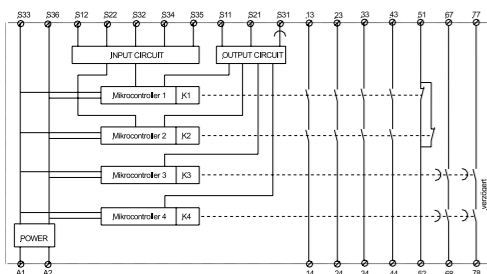 S33 S36 S12 S22 S32 S34 S35 S11 S21 S31 13 23 33 43 51 67 77
INPUT CIRCUIT OUTPUT CIRCUIT
Mikrocontroller 1 K1
Mikrocontroller 2 K2
Mikrocontroller 3 K3
Mikrocontroller 4 K4
verzögert
POWER
A1 A2 14 24 34 44 52 68 78